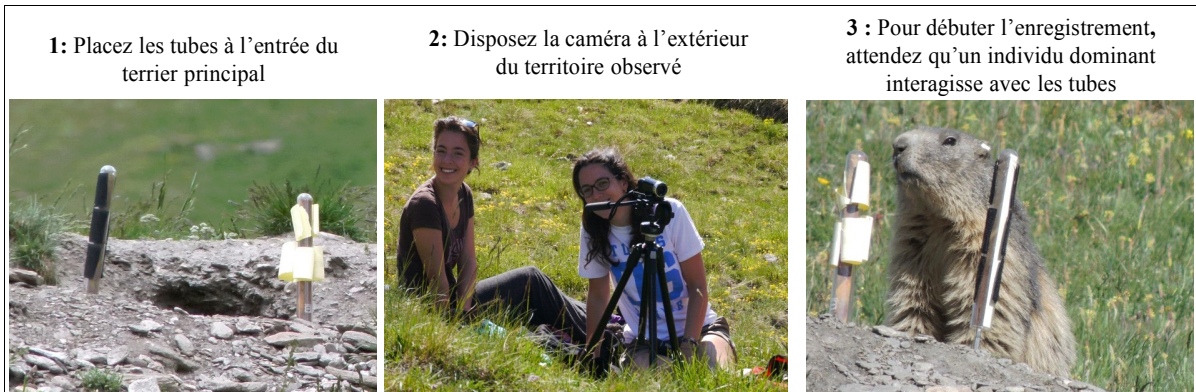 1: Placez les tubes à l'entrée du
terrier principal
2: Disposez la caméra à l'extérieur
du territoire observé
3 : Pour débuter l'enregistrement,
attendez qu'un individu dominant
interagisse avec les tubes